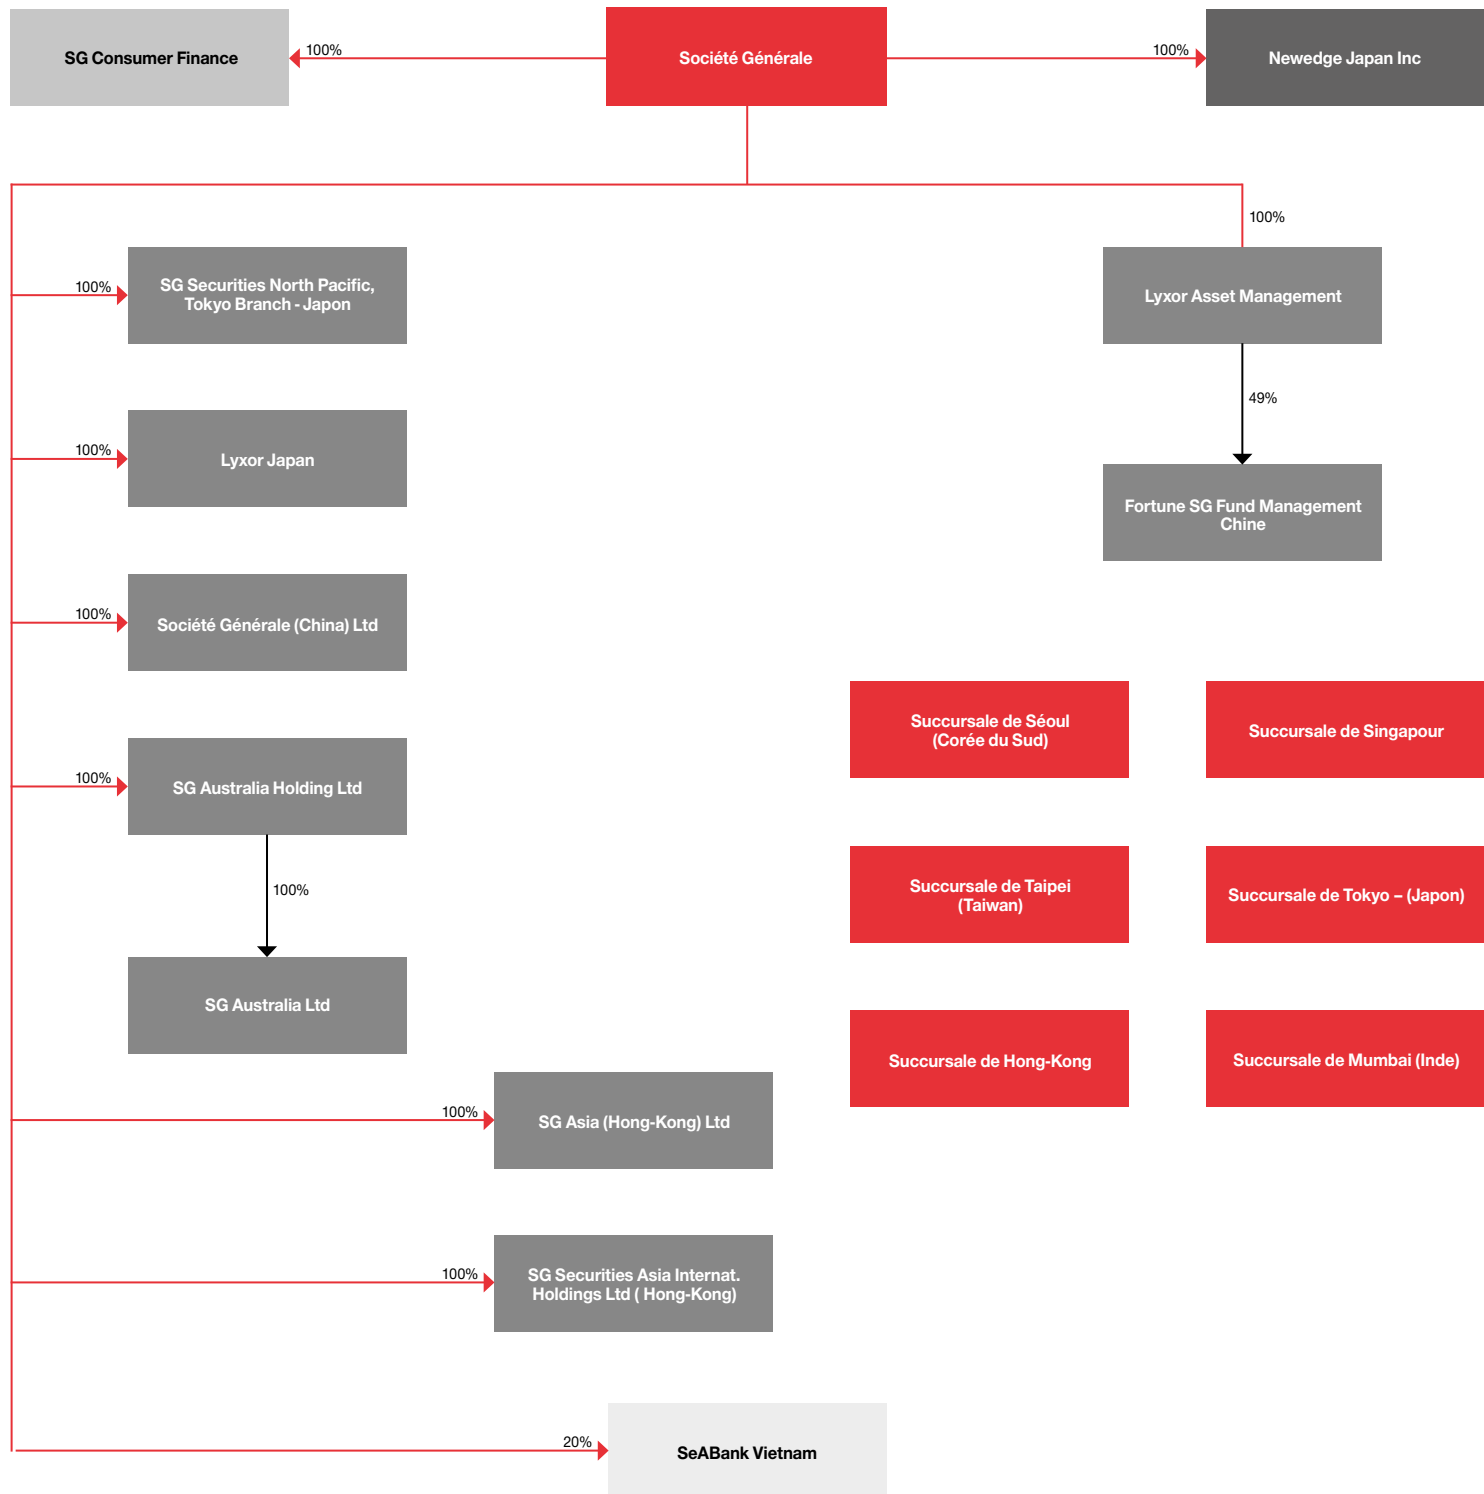 SG Consumer Finance
100%
Société Générale
100%
Newedge Japan Inc
100%
100%
SG Securities North Pacific,
Tokyo Branch - Japon
Lyxor Asset Management
49%
100%
Lyxor Japan
Fortune SG Fund Management
Chine
100%
Société Générale (China) Ltd
Succursale de Séoul
(Corée du Sud)
Succursale de Singapour
100%
SG Australia Holding Ltd
100%
Succursale de Taipei
(Taiwan)
Succursale de Tokyo – (Japon)
SG Australia Ltd
Succursale de Hong-Kong
Succursale de Mumbai (Inde)
100%
SG Asia (Hong-Kong) Ltd
100%
SG Securities Asia Internat.
Holdings Ltd ( Hong-Kong)
20%
SeABank Vietnam